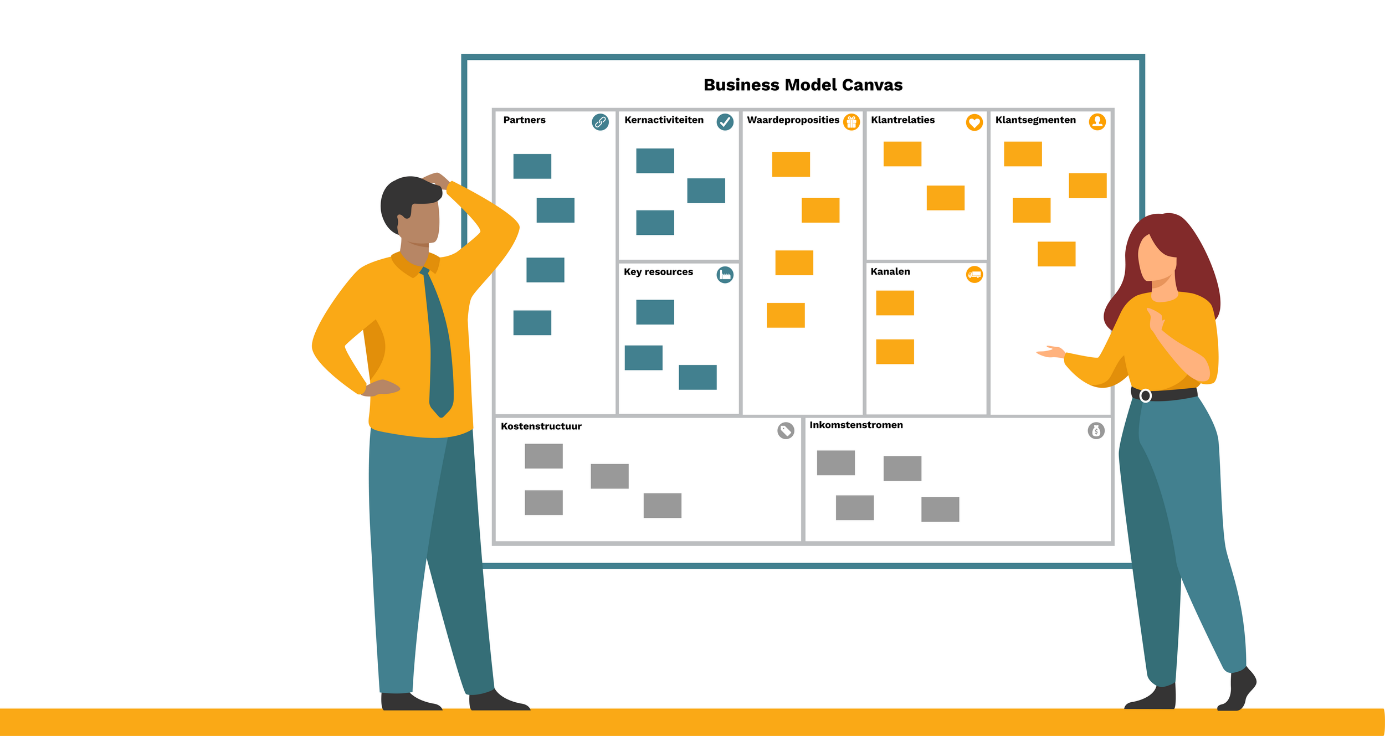 Business Model Canvas
Partners
Kernactiviteiten
Waardeproposities
Klantrelaties
Klantsegmenten
Key resources
Kanalen
Kostenstructuur
Inkomstenstromen